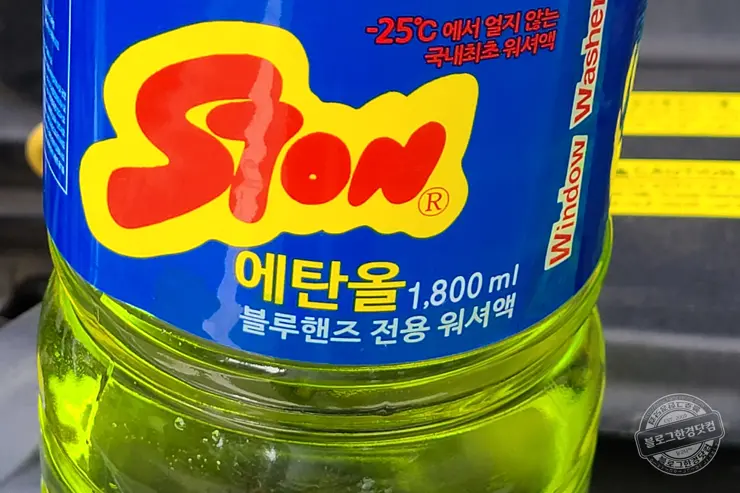 -25℃ 에서 얼지 않는
국내최초 워셔액
STON®
에탄올 1,800 ml
블루핸즈 전용 워셔액
Window Washer
블로그한경닷컴